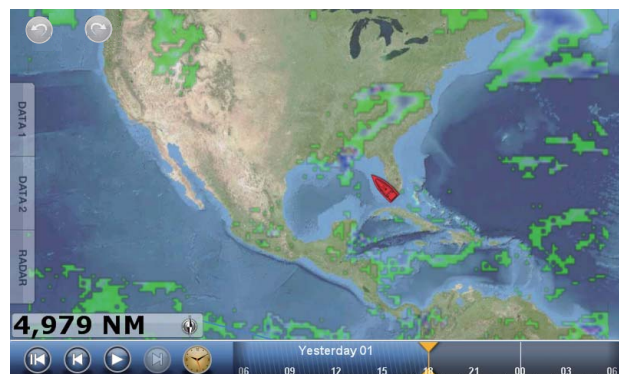 DATA 1
DATA 2
RADAR
4,979 NM
Yesterday 01
06 09 12 15 18 21 00 03 06